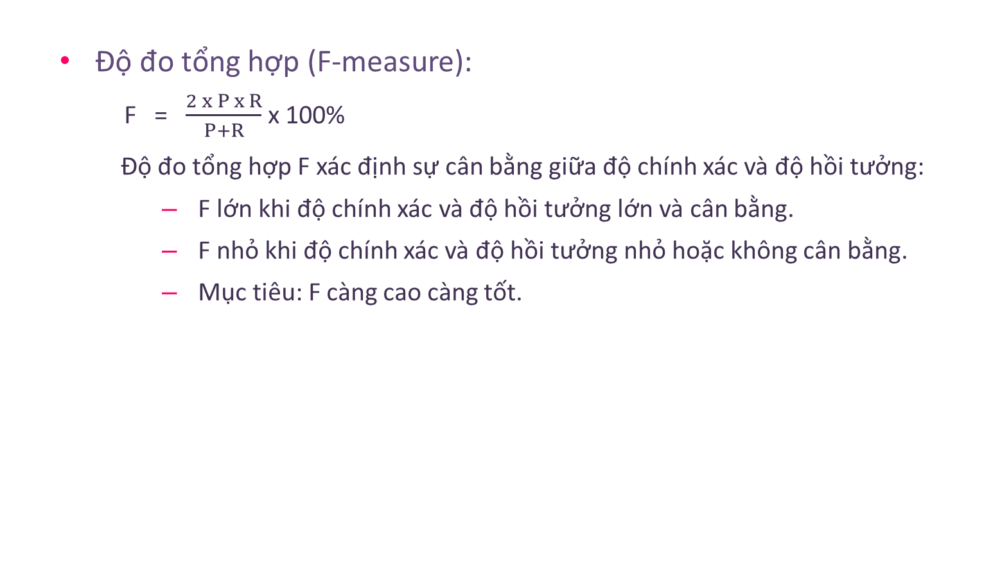 • Độ đo tổng hợp (F-measure):
F = \frac{2 x P x R}{P+R} x 100%
Độ đo tổng hợp F xác định sự cân bằng giữa độ chính xác và độ hồi tưởng:
– F lớn khi độ chính xác và độ hồi tưởng lớn và cân bằng.
– F nhỏ khi độ chính xác và độ hồi tưởng nhỏ hoặc không cân bằng.
– Mục tiêu: F càng cao càng tốt.